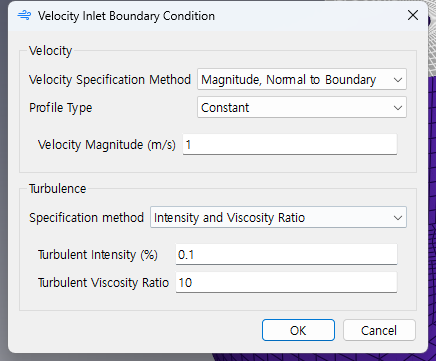 Velocity Inlet Boundary Condition
Velocity
Velocity Specification Method Magnitude, Normal to Boundary
Profile Type Constant
Velocity Magnitude (m/s) 1
Turbulence
Specification method Intensity and Viscosity Ratio
Turbulent Intensity (%) 0.1
Turbulent Viscosity Ratio 10
OK Cancel